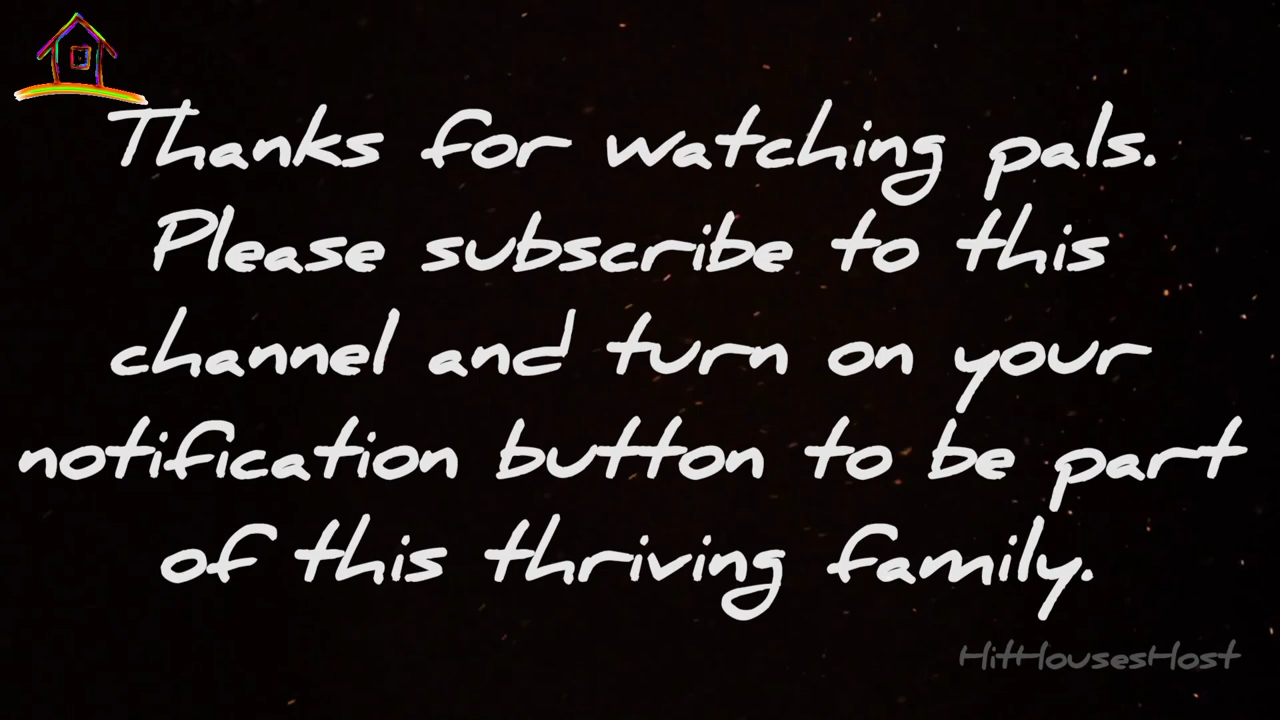 Thanks for watching pals.
Please subscribe to this
channel and turn on your
notification button to be part
of this thriving family.
HitHousesHost